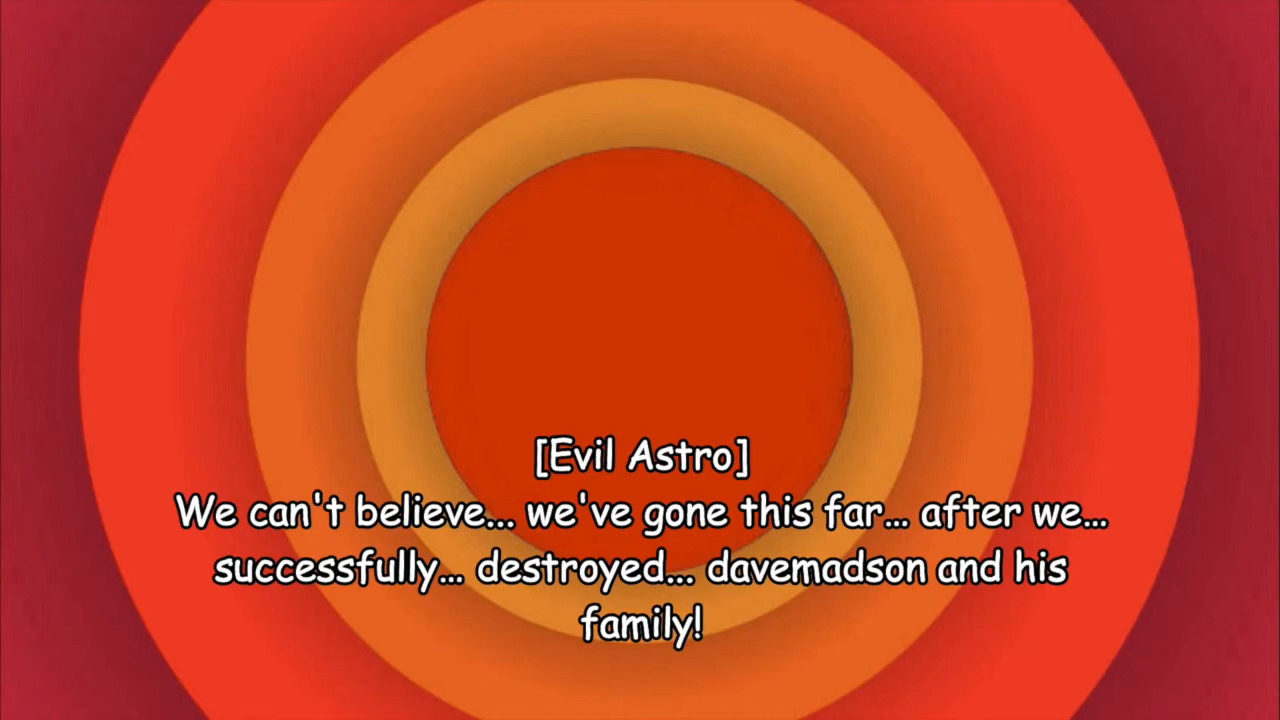 [Evil Astro]
We can't believe... we've gone this far... after we...
successfully... destroyed... davemadson and his
family!